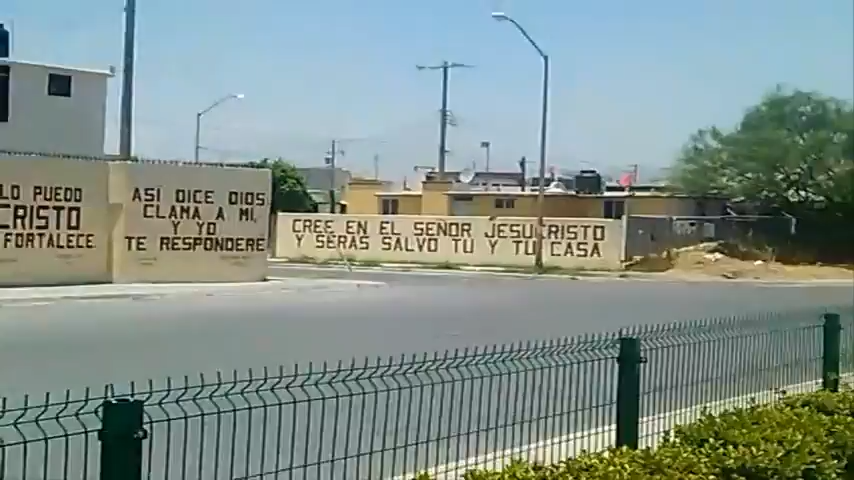 LO PUEDO
CRISTO
FORTALECE
ASÍ DICE DIOS
CLAMA A MI,
Y YO
TE RESPONDERE
CREE EN EL SEÑOR JESUCRISTO
Y SERAS SALVO TU Y TU CASA